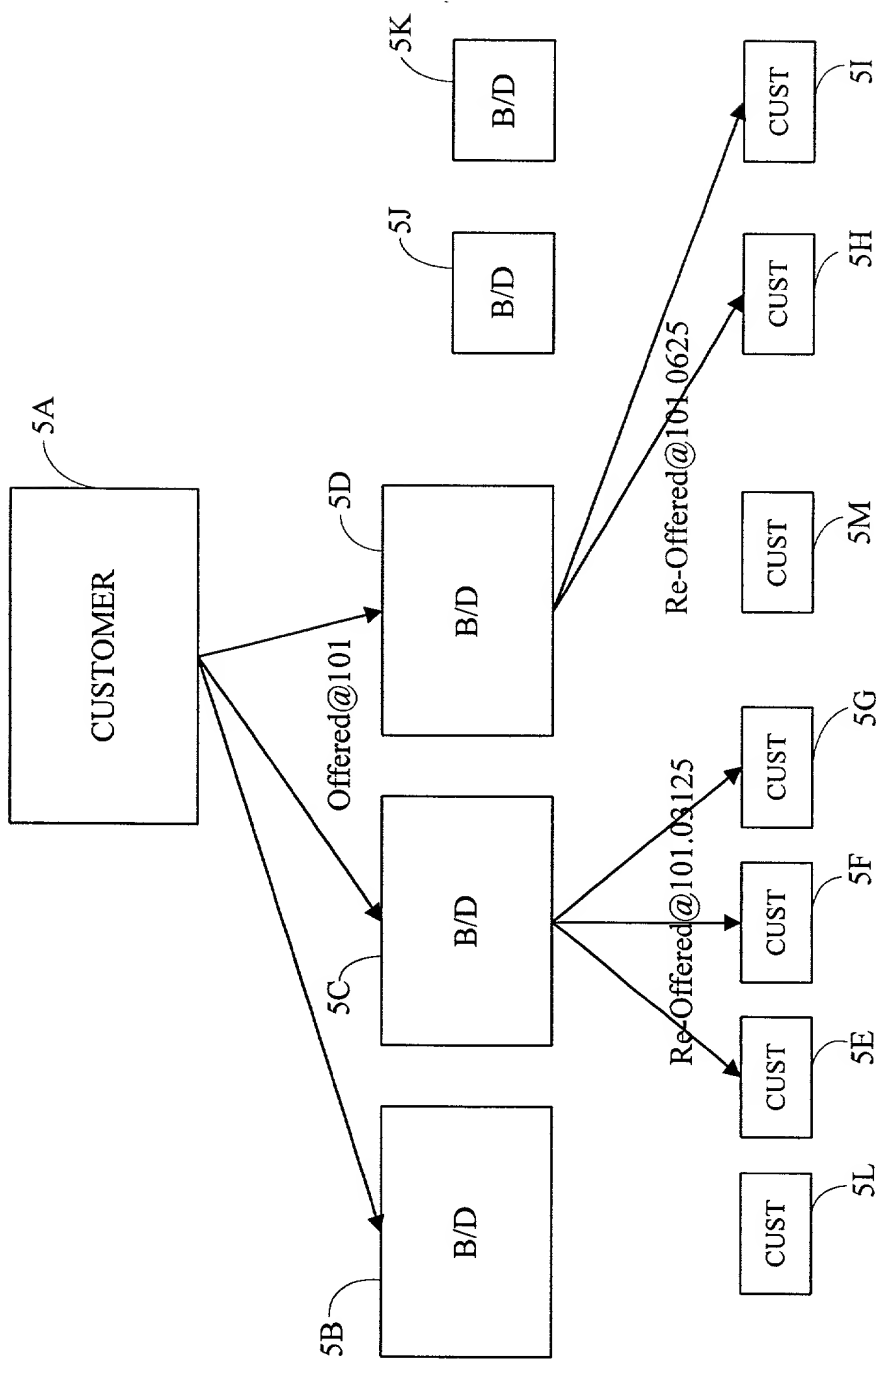 CUSTOMER
5A
Offered@101
5B
5C
5D
5J
5K
B/D
B/D
B/D
B/D
B/D
Re-Offered@101.03125
Re-Offered@101.0625
CUST
CUST
CUST
CUST
CUST
CUST
CUST
5L
5E
5F
5G
5M
5H
5I